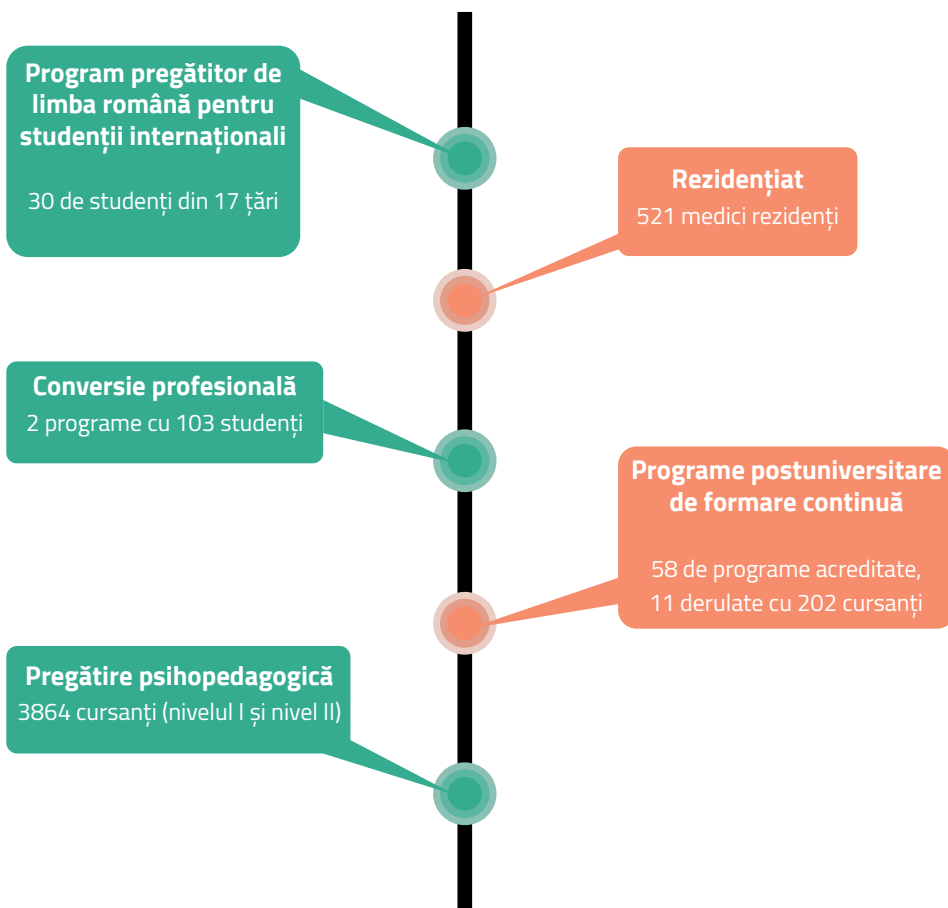 Program pregătitor de
limba română pentru
studenții internaționali
30 de studenți din 17 țări
Rezidențiat
521 medici rezidenți
Conversie profesională
2 programe cu 103 studenți
Programe postuniversitare
de formare continuă
58 de programe acreditate,
11 derulate cu 202 cursanți
Pregătire psihopedagogică
3864 cursanți (nivelul I și nivel II)